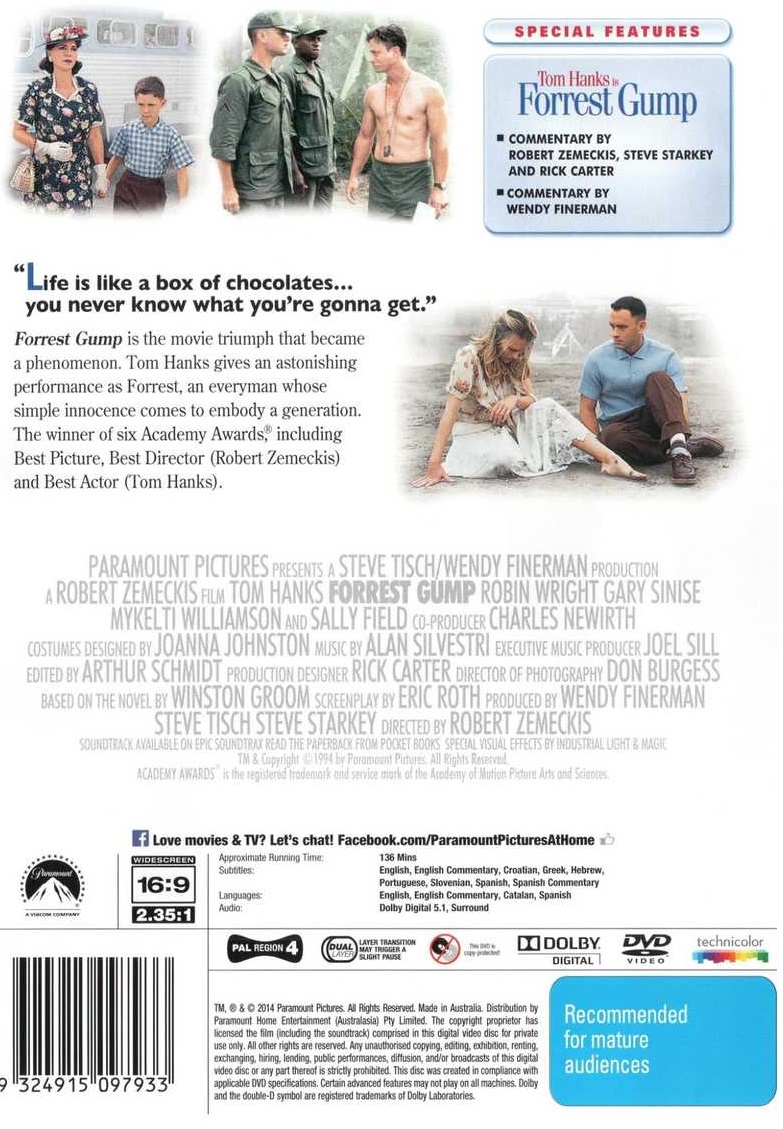 SPECIAL FEATURES
Tom Hanks is
Forrest Gump
■ COMMENTARY BY
ROBERT ZEMECKIS, STEVE STARKEY
AND RICK CARTER
■ COMMENTARY BY
WENDY FINERMAN
“Life is like a box of chocolates...
you never know what you're gonna get.”
Forrest Gump is the movie triumph that became
a phenomenon. Tom Hanks gives an astonishing
performance as Forrest, an everyman whose
simple innocence comes to embody a generation.
The winner of six Academy Awards,® including
Best Picture, Best Director (Robert Zemeckis)
and Best Actor (Tom Hanks).
PARAMOUNT PICTURES PRESENTS A STEVE TISCH/WENDY FINERMAN PRODUCTION
A ROBERT ZEMECKIS FILM TOM HANKS FORREST GUMP ROBIN WRIGHT GARY SINISE
MYKELTI WILLIAMSON AND SALLY FIELD CO-PRODUCER CHARLES NEWIRTH
COSTUMES DESIGNED BY JOANNA JOHNSTON MUSIC BY ALAN SILVESTRI EXECUTIVE MUSIC PRODUCER JOEL SILL
EDITED BY ARTHUR SCHMIDT PRODUCTION DESIGNER RICK CARTER DIRECTOR OF PHOTOGRAPHY DON BURGESS
BASED ON THE NOVEL BY WINSTON GROOM SCREENPLAY BY ERIC ROTH PRODUCED BY WENDY FINERMAN
STEVE TISCH STEVE STARKEY DIRECTED BY ROBERT ZEMECKIS
SOUNDTRACK AVAILABLE ON EPIC SOUNDTRAX READ THE PAPERBACK FROM POCKET BOOKS SPECIAL VISUAL EFFECTS BY INDUSTRIAL LIGHT & MAGIC
TM & Copyright ©1994 by Paramount Pictures. All Rights Reserved.
ACADEMY AWARDS® is the registered trademark and service mark of the Academy of Motion Picture Arts and Sciences.
f Love movies & TV? Let's chat! Facebook.com/ParamountPicturesAtHome
Paramount
A VIACOM COMPANY
WIDESCREEN
16:9
2.35:1
Approximate Running Time: 136 Mins
Subtitles: English, English Commentary, Croatian, Greek, Hebrew,
Portuguese, Slovenian, Spanish, Spanish Commentary
Languages: English, English Commentary, Catalan, Spanish
Audio: Dolby Digital 5.1, Surround
PAL REGION 4
DUAL LAYER
LAYER TRANSITION
MAY TRIGGER A
SLIGHT PAUSE
This DVD is
copy-protected
DOLBY
DIGITAL
DVD
VIDEO
technicolor
9 324915 097933
TM, ® & © 2014 Paramount Pictures. All Rights Reserved. Made in Australia. Distribution by
Paramount Home Entertainment (Australasia) Pty Limited. The copyright proprietor has
licensed the film (including the soundtrack) comprised in this digital video disc for private
use only. All other rights are reserved. Any unauthorised copying, editing, exhibition, renting,
exchanging, hiring, lending, public performances, diffusion, and/or broadcasts of this digital
video disc or any part thereof is strictly prohibited. This disc was created in compliance with
applicable DVD specifications. Certain advanced features may not play on all machines. Dolby
and the double-D symbol are registered trademarks of Dolby Laboratories.
Recommended
for mature
audiences